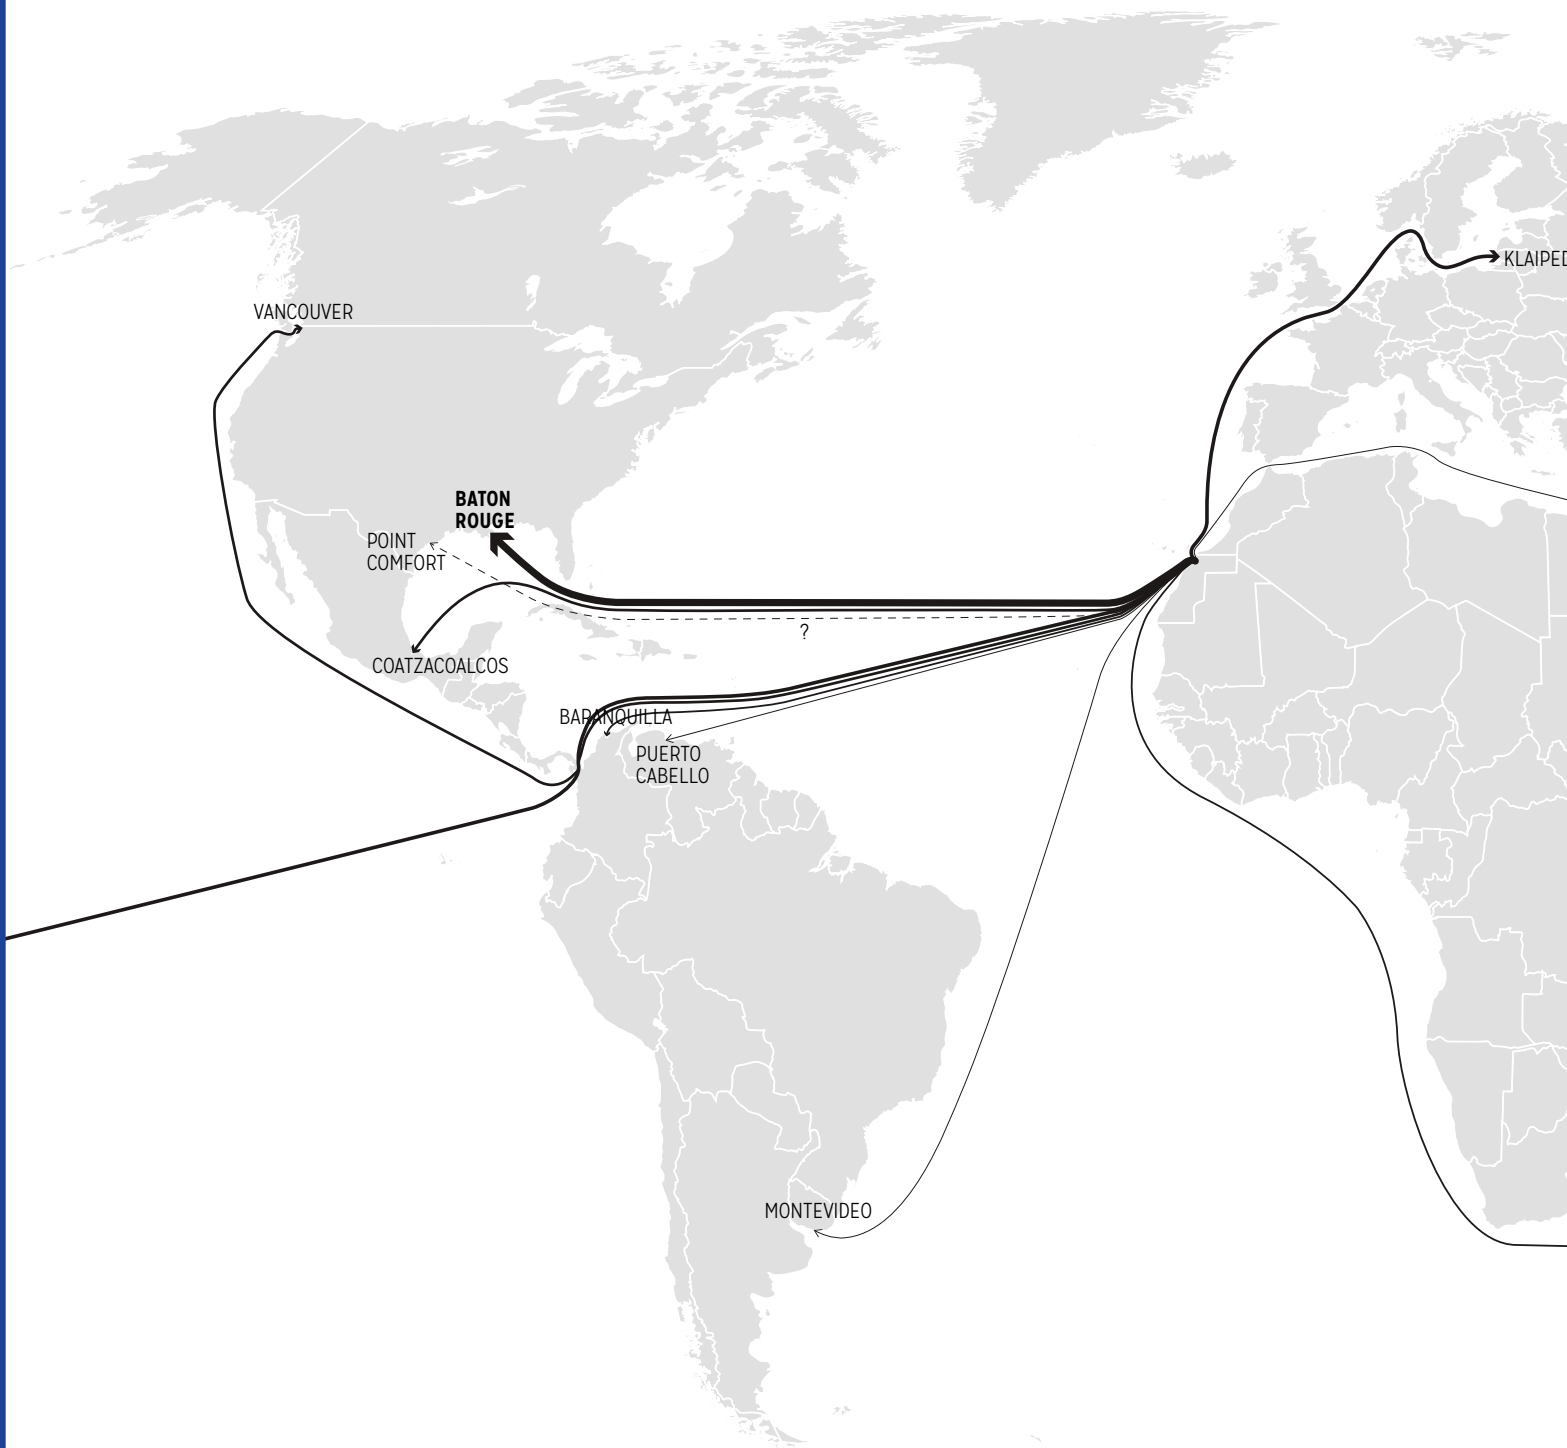 KLAIPED
VANCOUVER
BATON
ROUGE
POINT
COMFORT
?
COATZACOALCOS
BARANQUILLA
PUERTO
CABELLO
MONTEVIDEO